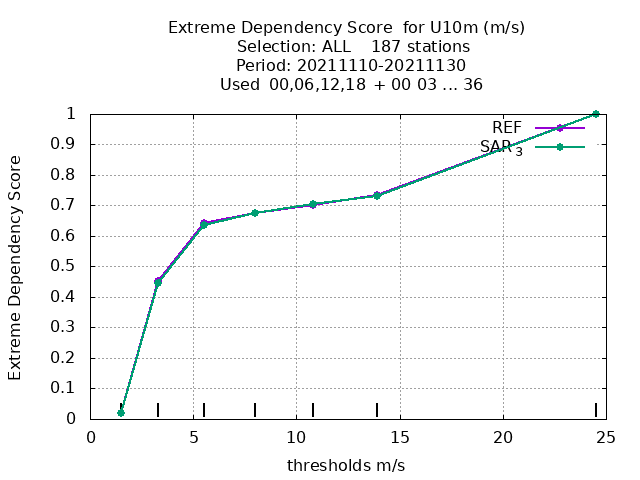 Extreme Dependency Score  for U10m (m/s)
Selection: ALL    187 stations
Period: 20211110-20211130
Used  00,06,12,18  + 00 03 ... 36
Extreme Dependency Score
1
0.9
0.8
0.7
0.6
0.5
0.4
0.3
0.2
0.1
0
REF
SAR 3
0 5 10 15 20 25
thresholds m/s